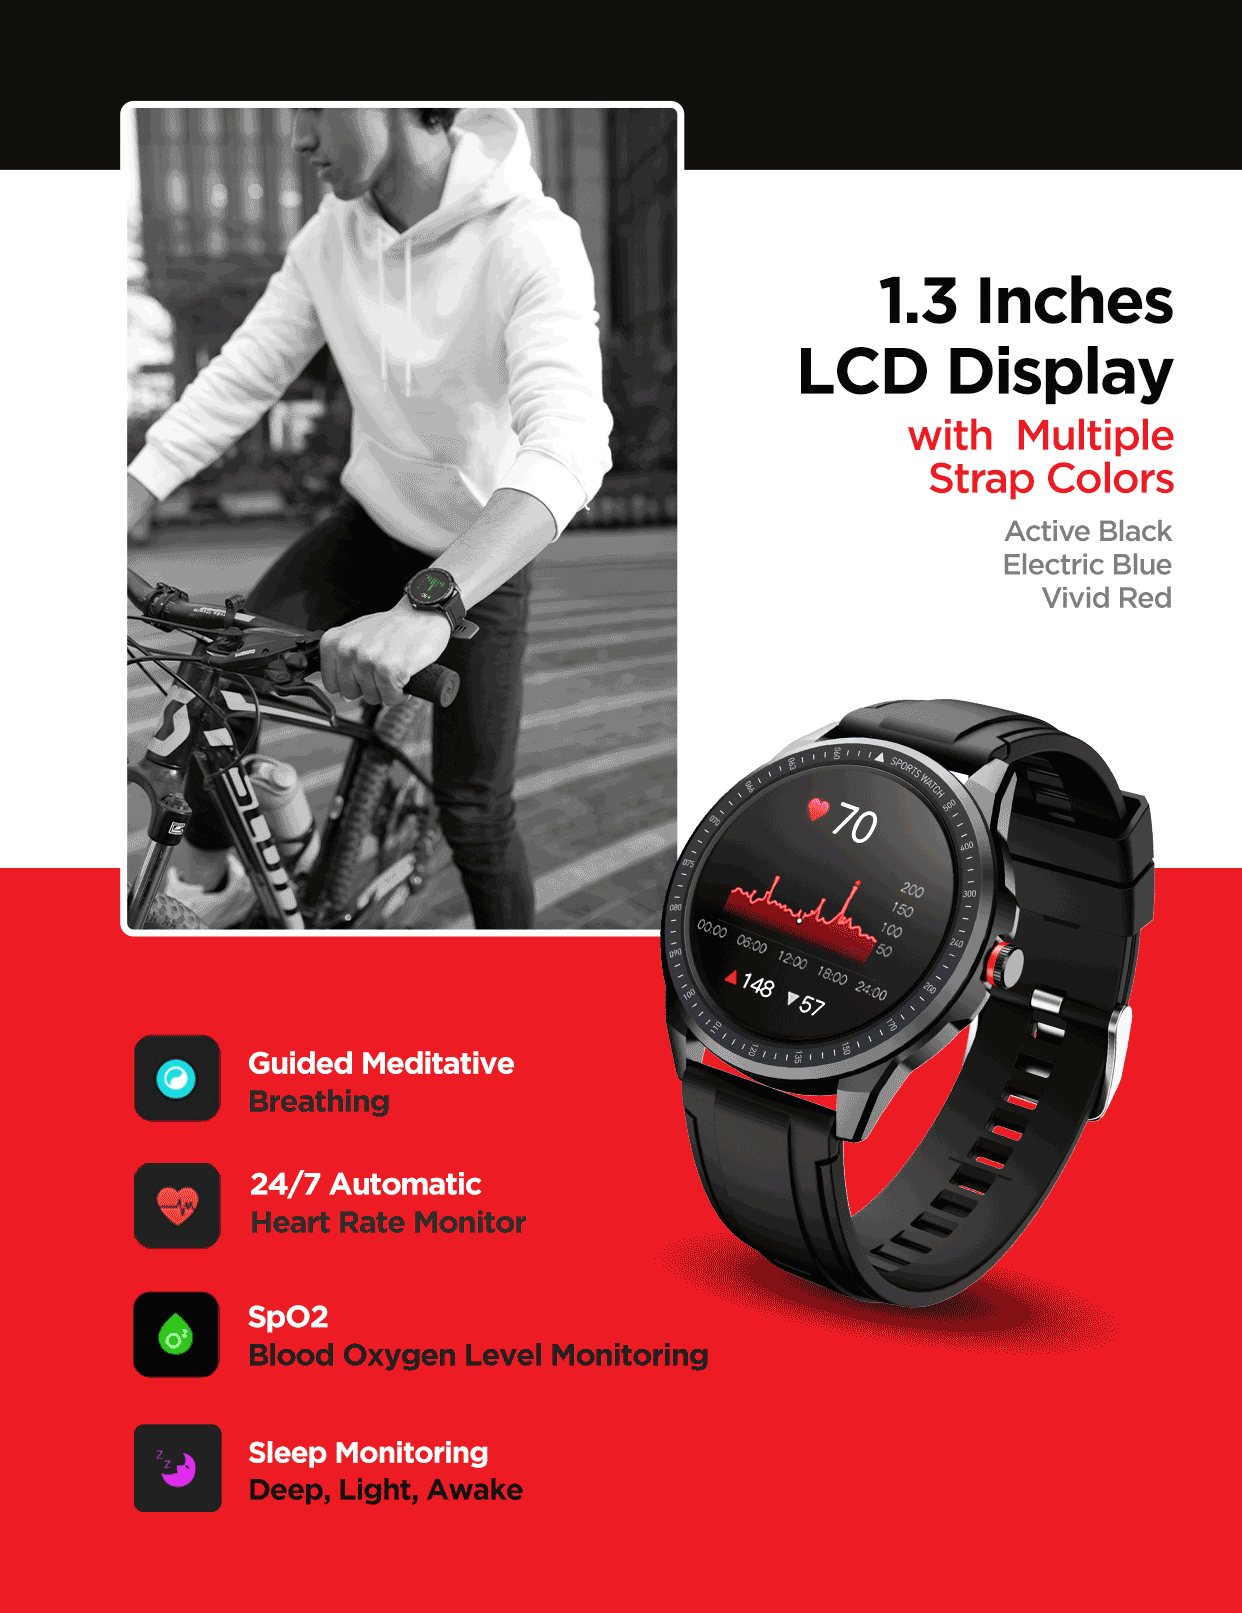 1.3 Inches
LCD Display
with Multiple
Strap Colors
Active Black
Electric Blue
Vivid Red
SPORTS WATCH
70
200
150
100
50
00:00 06:00 12:00 18:00 24:00
148 57
Guided Meditative
Breathing
24/7 Automatic
Heart Rate Monitor
SpO2
Blood Oxygen Level Monitoring
Sleep Monitoring
Deep, Light, Awake